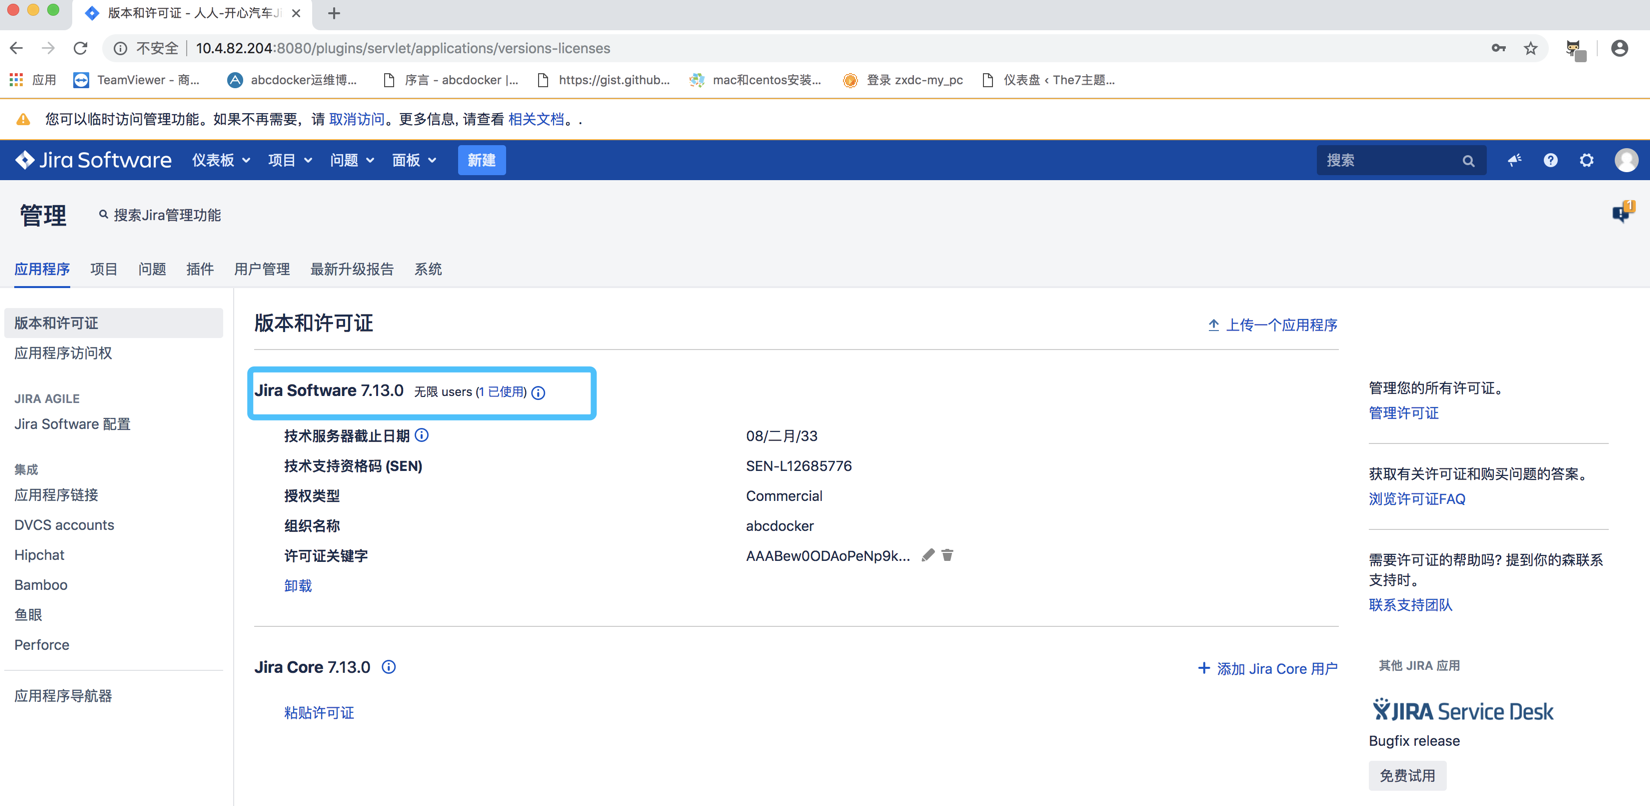 版本和许可证 - 人人-开心汽车Ji
不安全 10.4.82.204:8080/plugins/servlet/applications/versions-licenses
应用 TeamViewer - 商... abcdocker运维博... 序言 - abcdocker |... https://gist.github... mac和centos安装... 登录 zxdc-my_pc 仪表盘 ‹ The7主题...
您可以临时访问管理功能。如果不再需要，请 取消访问。更多信息, 请查看 相关文档。.
Jira Software 仪表板 项目 问题 面板 新建 搜索
管理 搜索Jira管理功能
1
应用程序 项目 问题 插件 用户管理 最新升级报告 系统
版本和许可证
应用程序访问权
JIRA AGILE
Jira Software 配置
集成
应用程序链接
DVCS accounts
Hipchat
Bamboo
鱼眼
Perforce
应用程序导航器
版本和许可证
上传一个应用程序
Jira Software 7.13.0 无限 users (1 已使用)
技术服务器截止日期 08/二月/33
技术支持资格码 (SEN) SEN-L12685776
授权类型 Commercial
组织名称 abcdocker
许可证关键字 AAABew0ODAoPeNp9k...
卸载
Jira Core 7.13.0
添加 Jira Core 用户
粘贴许可证
管理您的所有许可证。
管理许可证
获取有关许可证和购买问题的答案。
浏览许可证FAQ
需要许可证的帮助吗? 提到你的森联系
支持时。
联系支持团队
其他 JIRA 应用
JIRA Service Desk
Bugfix release
免费试用